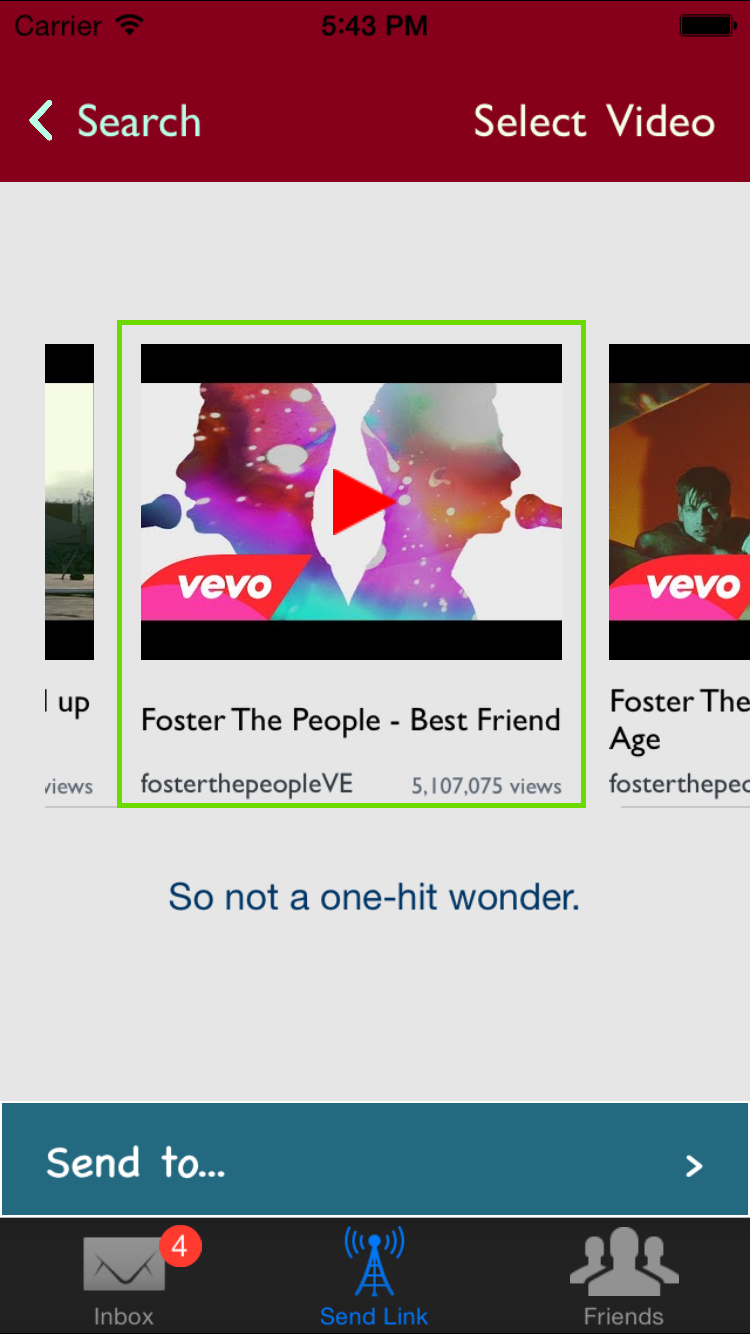 Carrier 5:43 PM
Search Select Video
vevo
vevo
up
Foster The People - Best Friend
Foster The
Age
views
fosterthepeopleVE 5,107,075 views
fosterthepeo
So not a one-hit wonder.
Send to... >
4
Inbox Send Link Friends